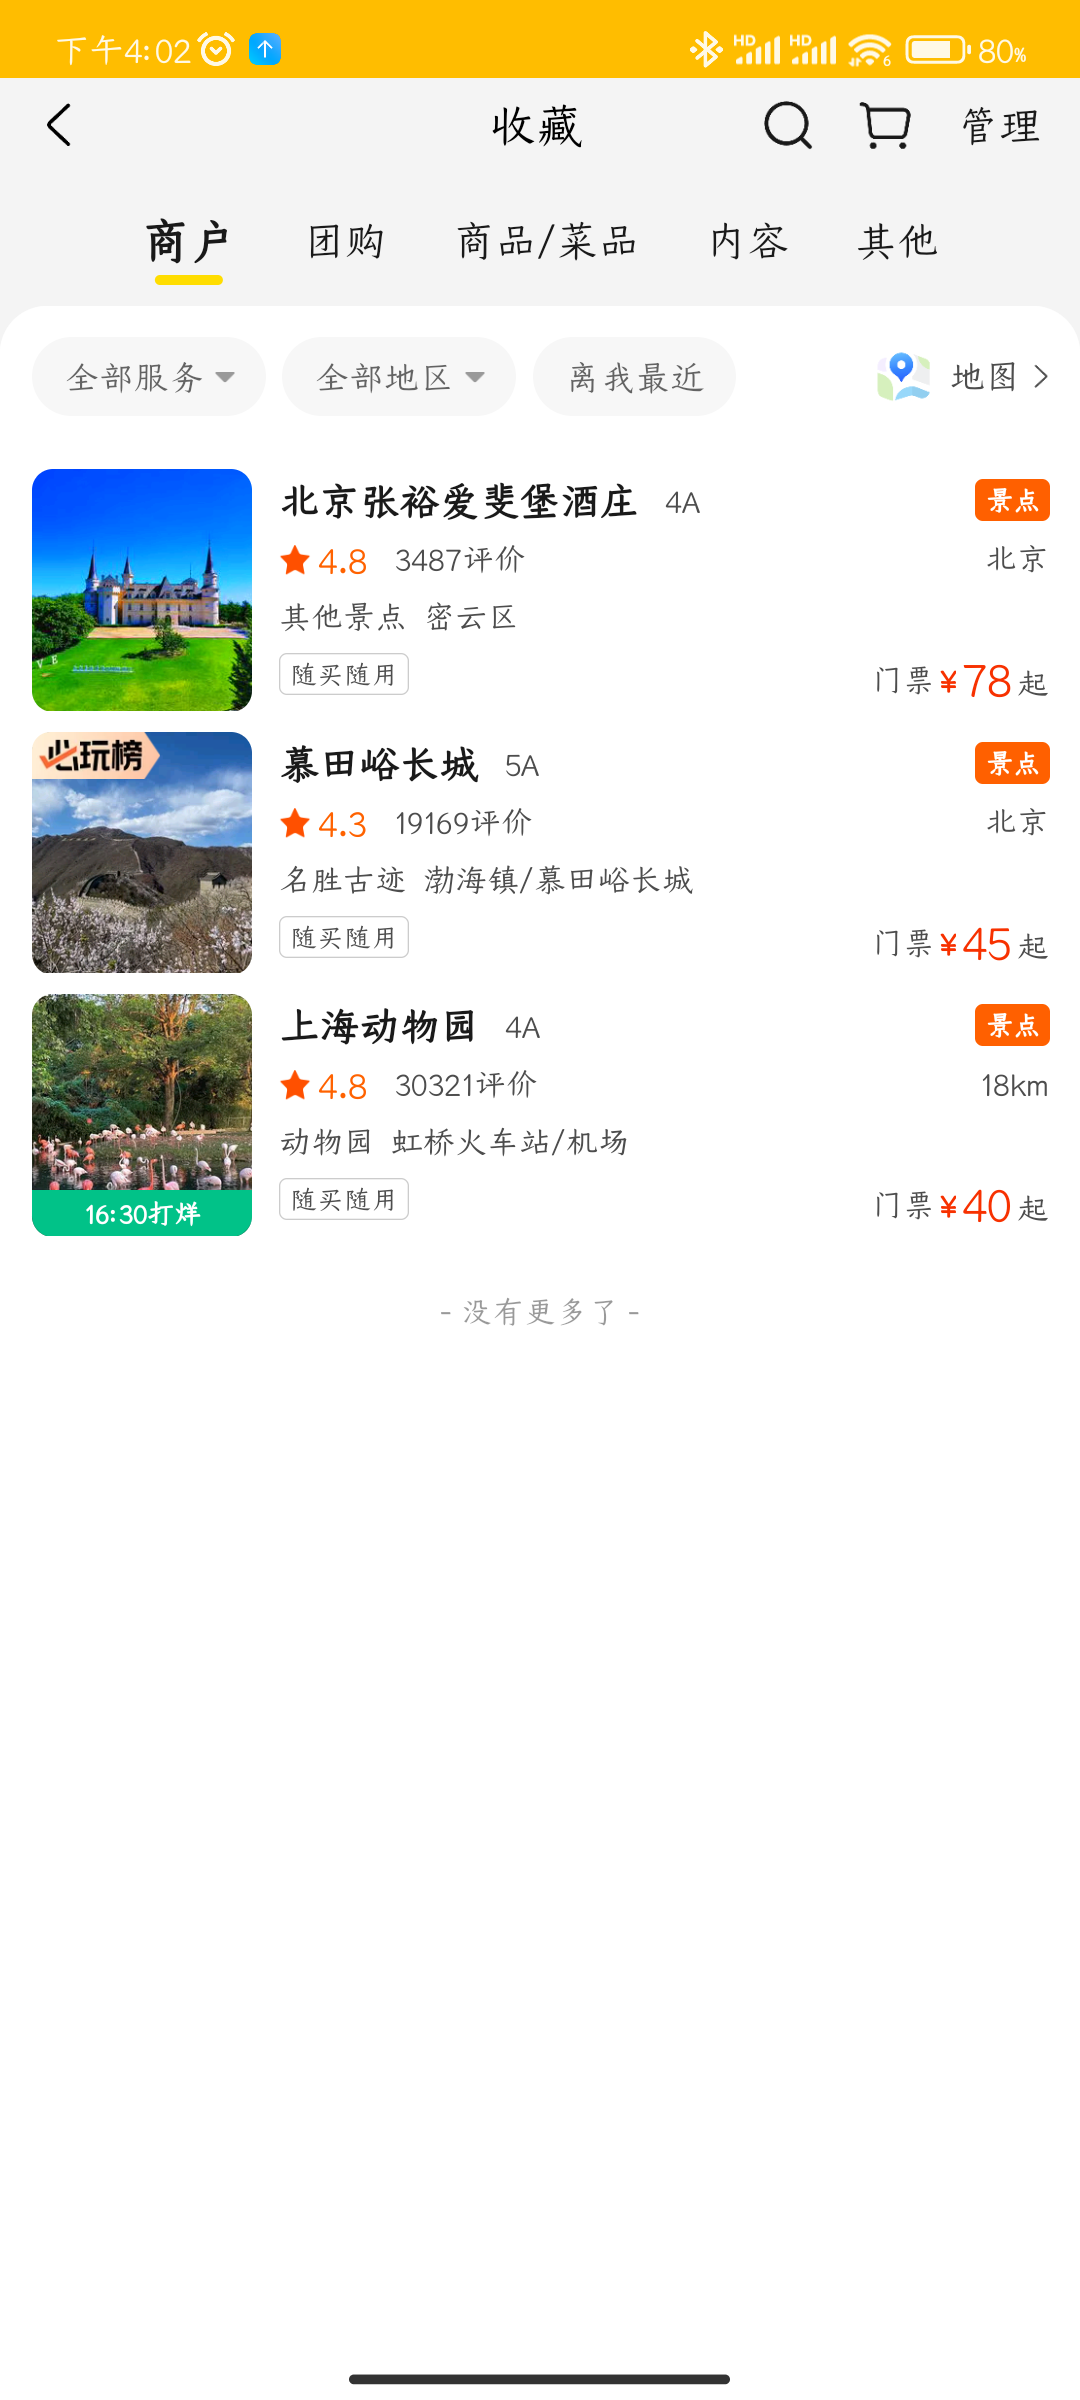 下午4:02
HD HD 6 80%
收藏 管理
商户 团购 商品/菜品 内容 其他
全部服务 全部地区 离我最近 地图
北京张裕爱斐堡酒庄 4A 景点
4.8 3487评价 北京
其他景点 密云区
随买随用 门票¥78起
必玩榜
慕田峪长城 5A 景点
4.3 19169评价 北京
名胜古迹 渤海镇/慕田峪长城
随买随用 门票¥45起
上海动物园 4A 景点
4.8 30321评价 18km
动物园 虹桥火车站/机场
随买随用 门票¥40起
16:30打烊
- 没有更多了 -